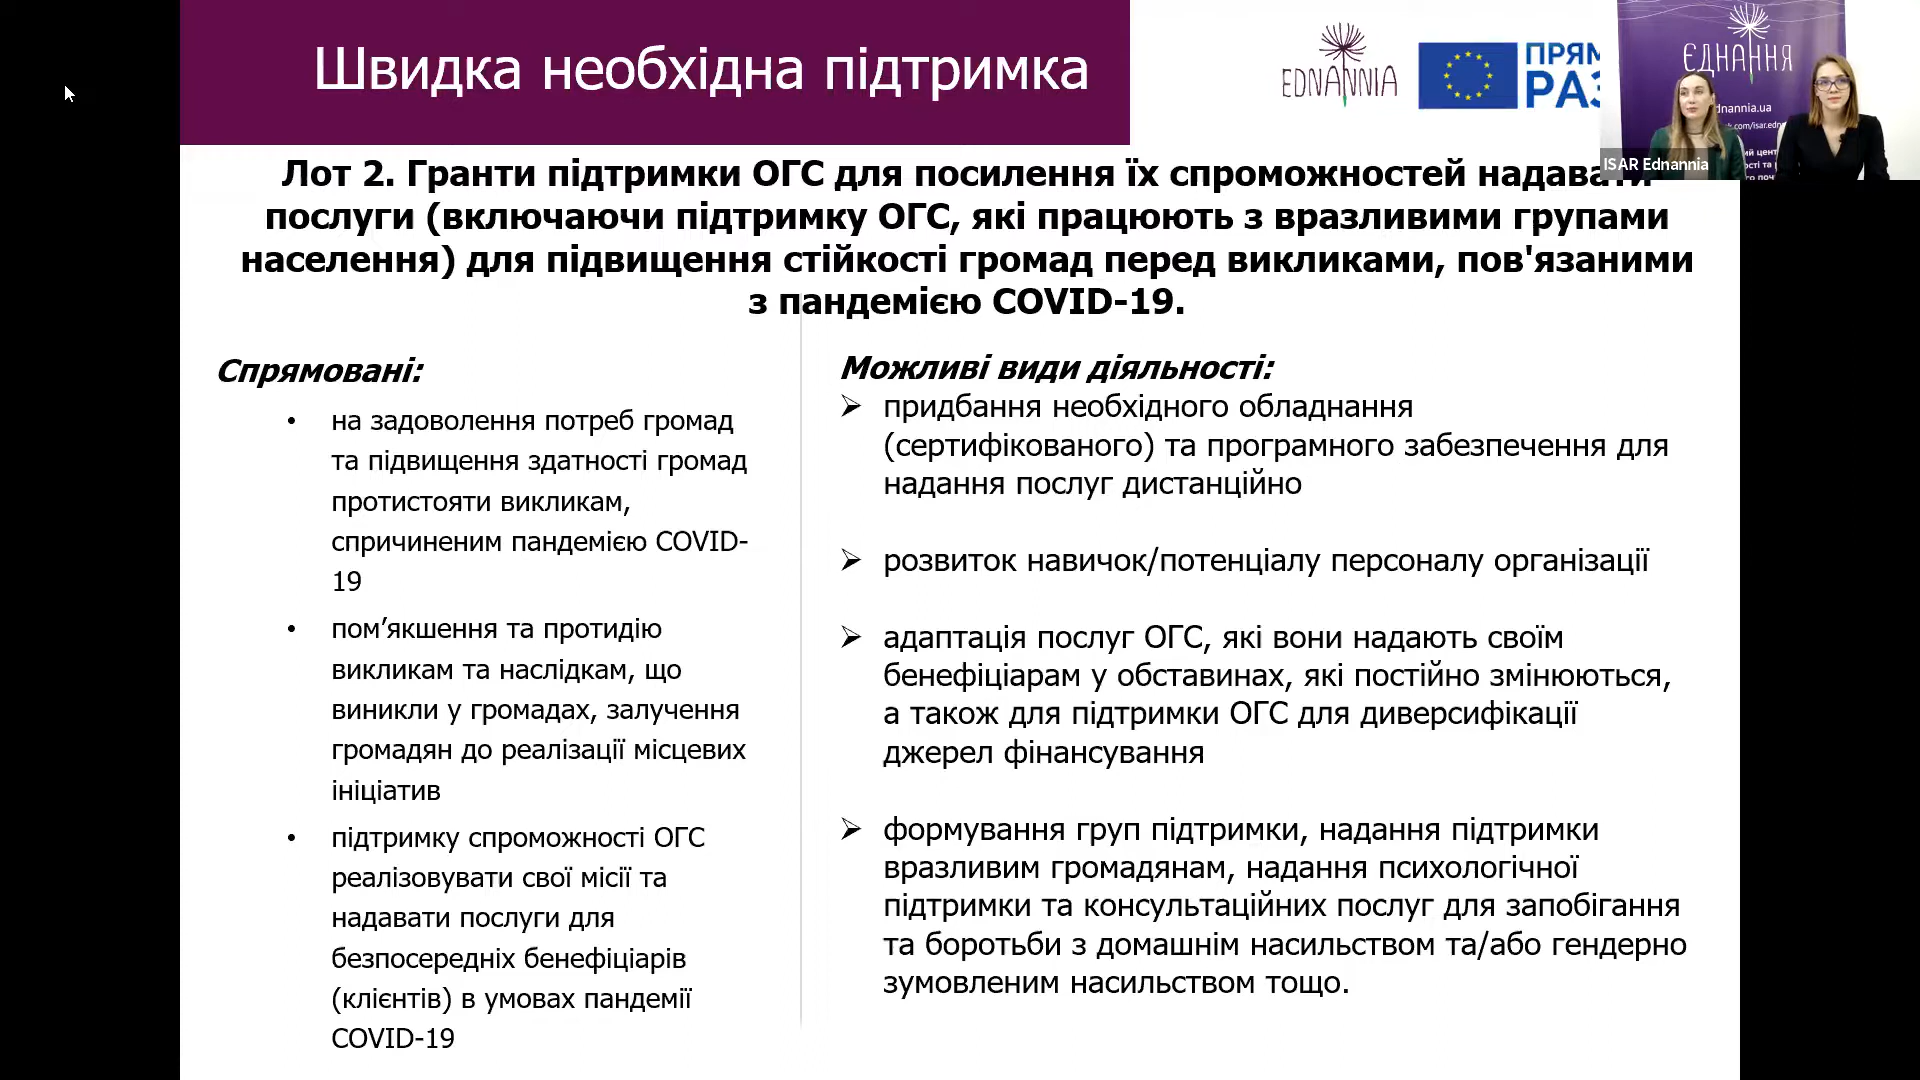 Швидка необхідна підтримка
EDNANNIA
ЄДНАННЯ
ISAR Ednannia
Лот 2. Гранти підтримки ОГС для посилення їх спроможностей надавати
послуги (включаючи підтримку ОГС, які працюють з вразливими групами
населення) для підвищення стійкості громад перед викликами, пов'язаними
з пандемією COVID-19.
Спрямовані:
• на задоволення потреб громад
та підвищення здатності громад
протистояти викликам,
спричиненим пандемією COVID-
19
• пом’якшення та протидію
викликам та наслідкам, що
виникли у громадах, залучення
громадян до реалізації місцевих
ініціатив
• підтримку спроможності ОГС
реалізовувати свої місії та
надавати послуги для
безпосередніх бенефіціарів
(клієнтів) в умовах пандемії
COVID-19
Можливі види діяльності:
➢ придбання необхідного обладнання
(сертифікованого) та програмного забезпечення для
надання послуг дистанційно
➢ розвиток навичок/потенціалу персоналу організації
➢ адаптація послуг ОГС, які вони надають своїм
бенефіціарам у обставинах, які постійно змінюються,
а також для підтримки ОГС для диверсифікації
джерел фінансування
➢ формування груп підтримки, надання підтримки
вразливим громадянам, надання психологічної
підтримки та консультаційних послуг для запобігання
та боротьби з домашнім насильством та/або гендерно
зумовленим насильством тощо.